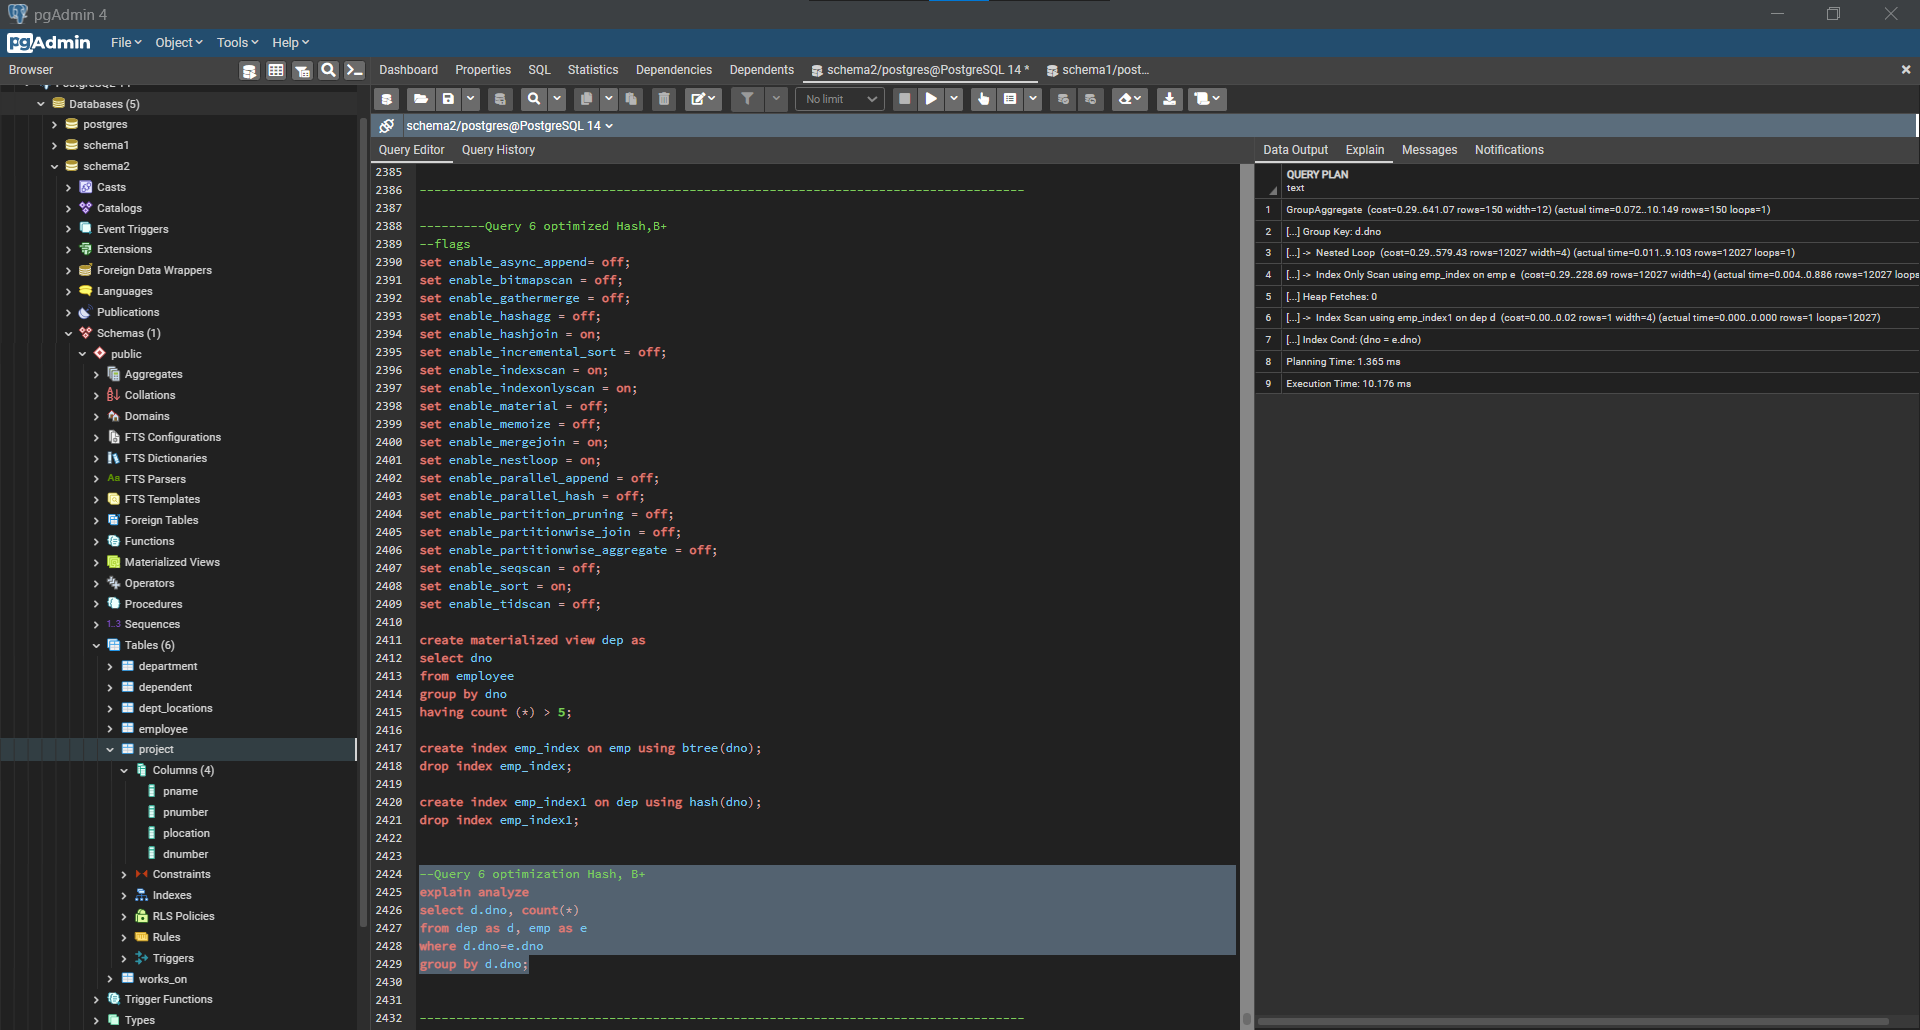 pgAdmin 4
pgAdmin File Object Tools Help
Browser
Dashboard Properties SQL Statistics Dependencies Dependents schema2/postgres@PostgreSQL 14 * schema1/post...
Databases (5)
postgres
schema1
schema2
Casts
Catalogs
Event Triggers
Extensions
Foreign Data Wrappers
Languages
Publications
Schemas (1)
public
Aggregates
Collations
Domains
FTS Configurations
FTS Dictionaries
Aa FTS Parsers
FTS Templates
Foreign Tables
Functions
Materialized Views
Operators
Procedures
1..3 Sequences
Tables (6)
department
dependent
dept_locations
employee
project
Columns (4)
pname
pnumber
plocation
dnumber
Constraints
Indexes
RLS Policies
Rules
Triggers
works_on
Trigger Functions
Types
No limit
schema2/postgres@PostgreSQL 14
Query Editor Query History
2385
2386 -----------------------------------------------------------------------------------
2387
2388 ---------Query 6 optimized Hash,B+
2389 --flags
2390 set enable_async_append= off;
2391 set enable_bitmapscan = off;
2392 set enable_gathermerge = off;
2393 set enable_hashagg = off;
2394 set enable_hashjoin = on;
2395 set enable_incremental_sort = off;
2396 set enable_indexscan = on;
2397 set enable_indexonlyscan = on;
2398 set enable_material = off;
2399 set enable_memoize = off;
2400 set enable_mergejoin = on;
2401 set enable_nestloop = on;
2402 set enable_parallel_append = off;
2403 set enable_parallel_hash = off;
2404 set enable_partition_pruning = off;
2405 set enable_partitionwise_join = off;
2406 set enable_partitionwise_aggregate = off;
2407 set enable_seqscan = off;
2408 set enable_sort = on;
2409 set enable_tidscan = off;
2410
2411 create materialized view dep as
2412 select dno
2413 from employee
2414 group by dno
2415 having count (*) > 5;
2416
2417 create index emp_index on emp using btree(dno);
2418 drop index emp_index;
2419
2420 create index emp_index1 on dep using hash(dno);
2421 drop index emp_index1;
2422
2423
2424 --Query 6 optimization Hash, B+
2425 explain analyze
2426 select d.dno, count(*)
2427 from dep as d, emp as e
2428 where d.dno=e.dno
2429 group by d.dno;
2430
2431
2432 -----------------------------------------------------------------------------------
Data Output Explain Messages Notifications
QUERY PLAN
text
1 GroupAggregate (cost=0.29..641.07 rows=150 width=12) (actual time=0.072..10.149 rows=150 loops=1)
2 [...] Group Key: d.dno
3 [...] -> Nested Loop (cost=0.29..579.43 rows=12027 width=4) (actual time=0.011..9.103 rows=12027 loops=1)
4 [...] -> Index Only Scan using emp_index on emp e (cost=0.29..228.69 rows=12027 width=4) (actual time=0.004..0.886 rows=12027 loops
5 [...] Heap Fetches: 0
6 [...] -> Index Scan using emp_index1 on dep d (cost=0.00..0.02 rows=1 width=4) (actual time=0.000..0.000 rows=1 loops=12027)
7 [...] Index Cond: (dno = e.dno)
8 Planning Time: 1.365 ms
9 Execution Time: 10.176 ms